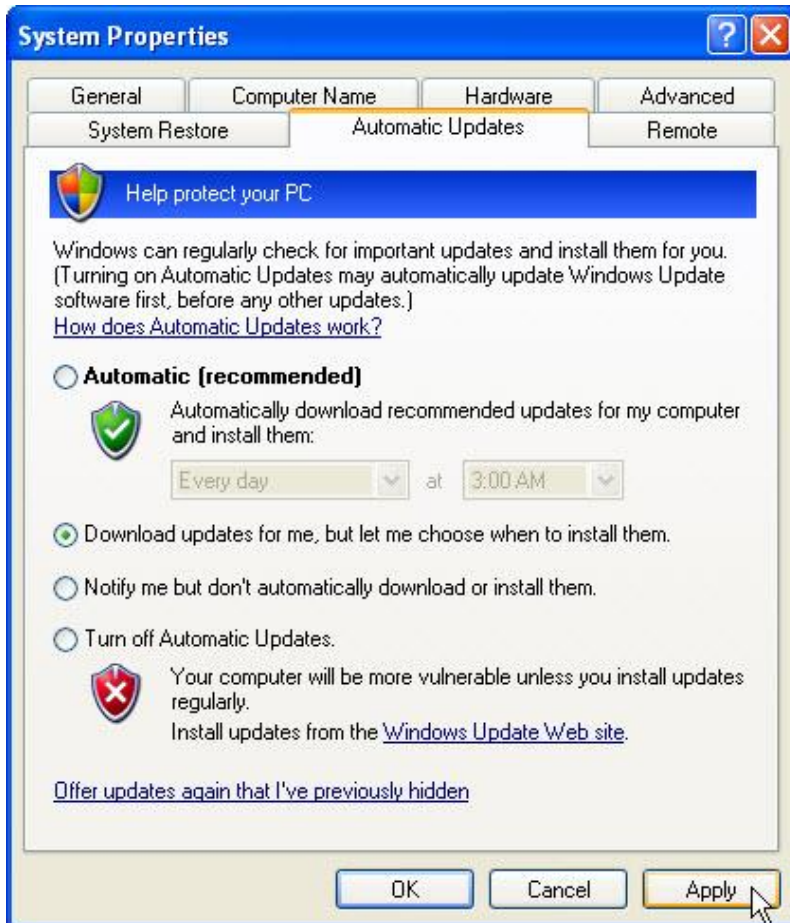 System Properties
General Computer Name Hardware Advanced
System Restore Automatic Updates Remote
Help protect your PC
Windows can regularly check for important updates and install them for you.
(Turning on Automatic Updates may automatically update Windows Update
software first, before any other updates.)
How does Automatic Updates work?
Automatic (recommended)
Automatically download recommended updates for my computer
and install them:
Every day at 3:00 AM
Download updates for me, but let me choose when to install them.
Notify me but don't automatically download or install them.
Turn off Automatic Updates.
Your computer will be more vulnerable unless you install updates
regularly.
Install updates from the Windows Update Web site.
Offer updates again that I've previously hidden
OK Cancel Apply